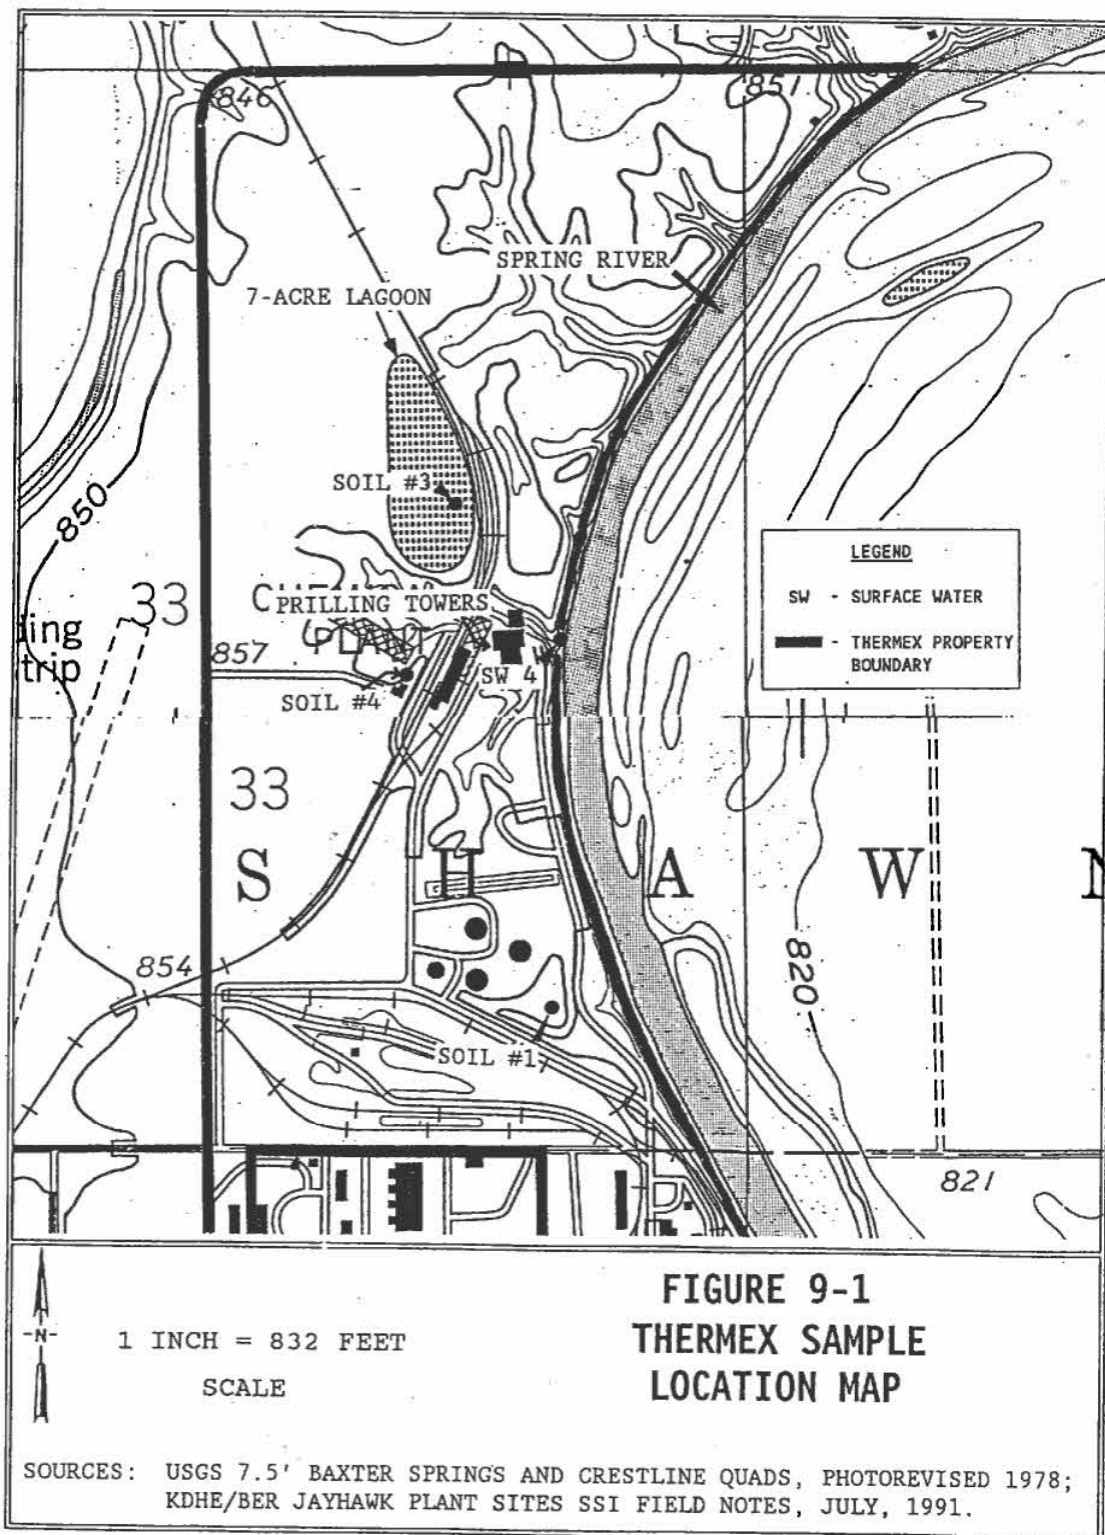 846
851
SPRING RIVER
7-ACRE LAGOON
SOIL #3
850
LEGEND
SW - SURFACE WATER
- THERMEX PROPERTY
BOUNDARY
33
PRILLING TOWERS
PLANT
ling
trip
857
SW 4
SOIL #4
33
S H A W N
854
820
SOIL #1
821
-N-
1 INCH = 832 FEET
SCALE
FIGURE 9-1
THERMEX SAMPLE
LOCATION MAP
SOURCES: USGS 7.5' BAXTER SPRINGS AND CRESTLINE QUADS, PHOTOREVISED 1978;
KDHE/BER JAYHAWK PLANT SITES SSI FIELD NOTES, JULY, 1991.